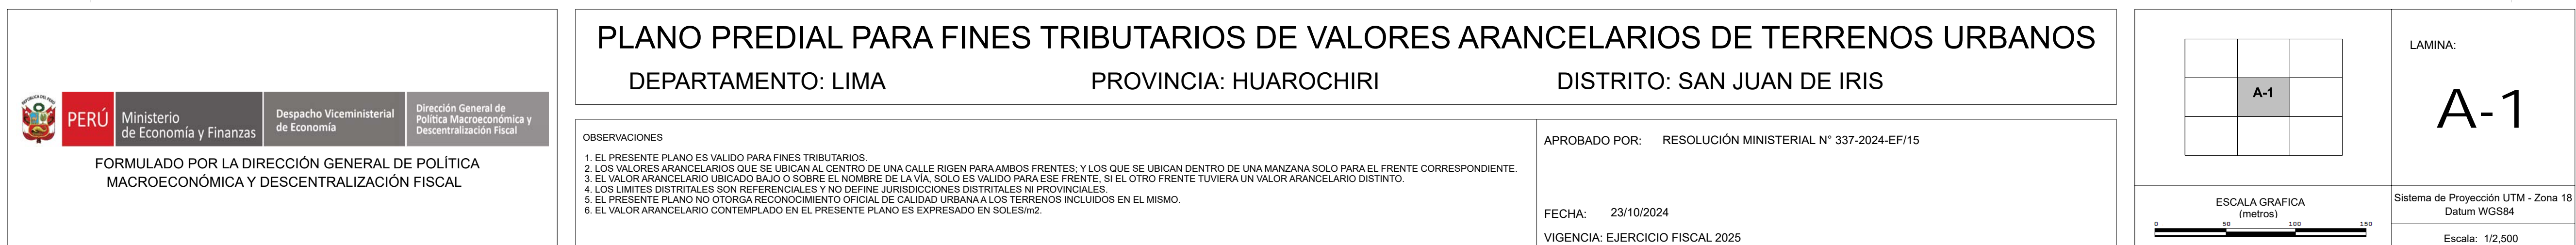 REPUBLICA DEL PERU
PERÚ
Ministerio
de Economía y Finanzas
Despacho Viceministerial
de Economía
Dirección General de
Política Macroeconómica y
Descentralización Fiscal
FORMULADO POR LA DIRECCIÓN GENERAL DE POLÍTICA
MACROECONÓMICA Y DESCENTRALIZACIÓN FISCAL
PLANO PREDIAL PARA FINES TRIBUTARIOS DE VALORES ARANCELARIOS DE TERRENOS URBANOS
DEPARTAMENTO: LIMA PROVINCIA: HUAROCHIRI DISTRITO: SAN JUAN DE IRIS
OBSERVACIONES
1. EL PRESENTE PLANO ES VALIDO PARA FINES TRIBUTARIOS.
2. LOS VALORES ARANCELARIOS QUE SE UBICAN AL CENTRO DE UNA CALLE RIGEN PARA AMBOS FRENTES; Y LOS QUE SE UBICAN DENTRO DE UNA MANZANA SOLO PARA EL FRENTE CORRESPONDIENTE.
3. EL VALOR ARANCELARIO UBICADO BAJO O SOBRE EL NOMBRE DE LA VÍA, SOLO ES VALIDO PARA ESE FRENTE, SI EL OTRO FRENTE TUVIERA UN VALOR ARANCELARIO DISTINTO.
4. LOS LIMITES DISTRITALES SON REFERENCIALES Y NO DEFINE JURISDICCIONES DISTRITALES NI PROVINCIALES.
5. EL PRESENTE PLANO NO OTORGA RECONOCIMIENTO OFICIAL DE CALIDAD URBANA A LOS TERRENOS INCLUIDOS EN EL MISMO.
6. EL VALOR ARANCELARIO CONTEMPLADO EN EL PRESENTE PLANO ES EXPRESADO EN SOLES/m2.
APROBADO POR: RESOLUCIÓN MINISTERIAL N° 337-2024-EF/15
FECHA: 23/10/2024
VIGENCIA: EJERCICIO FISCAL 2025
A-1
LAMINA:
A-1
ESCALA GRAFICA
(metros)
0 50 100 150
Sistema de Proyección UTM - Zona 18
Datum WGS84
Escala: 1/2,500